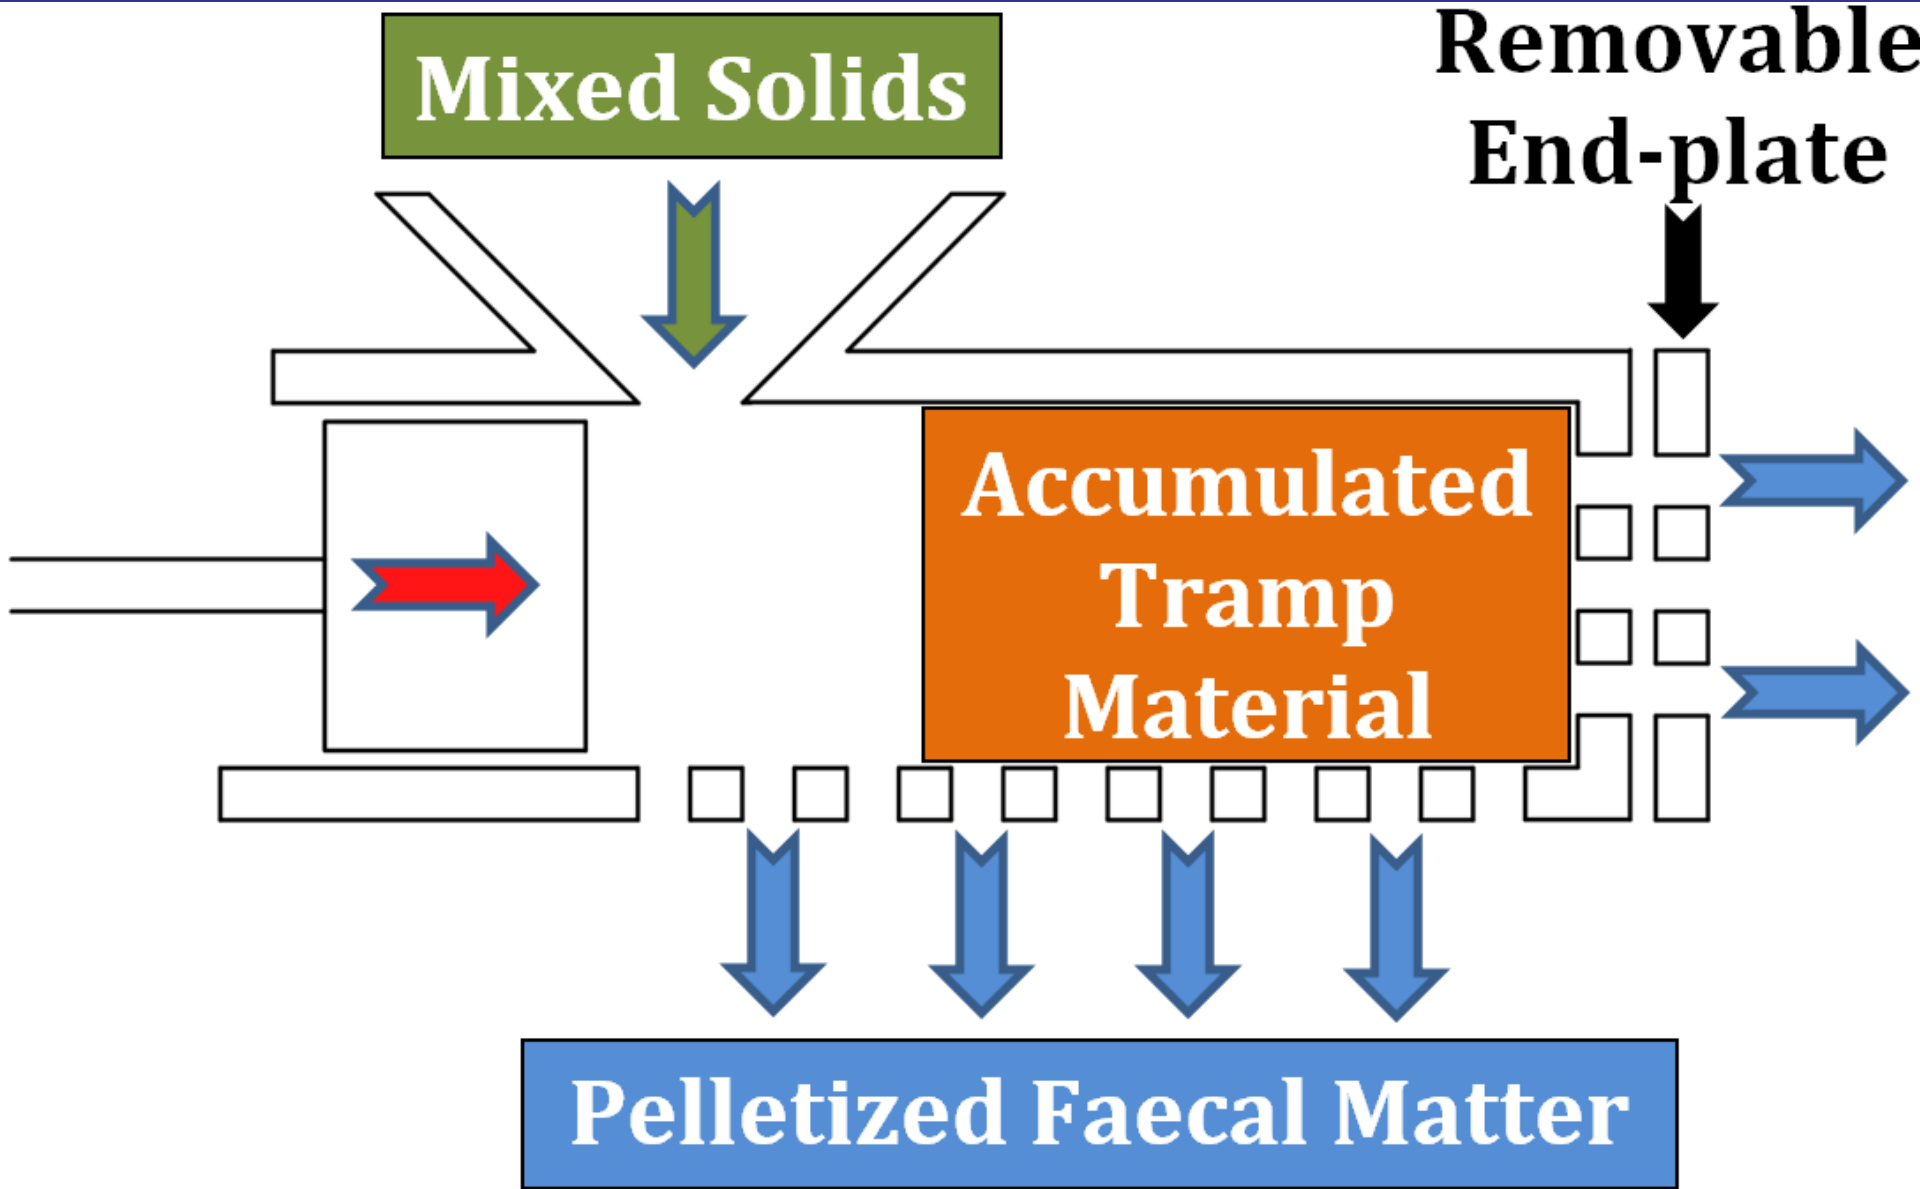 Mixed Solids
Removable
End-plate
Accumulated
Tramp
Material
Pelletized Faecal Matter